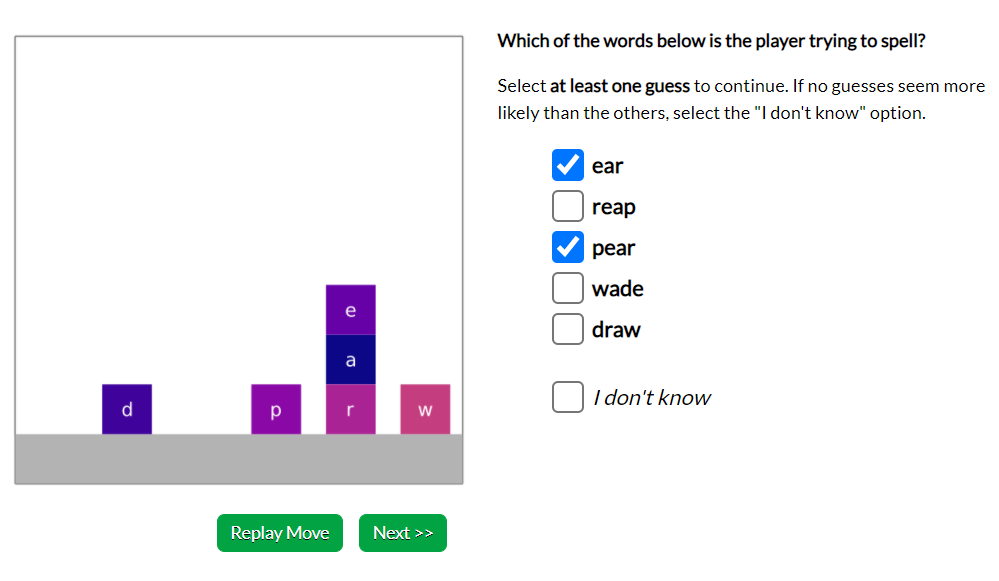 Which of the words below is the player trying to spell?
Select at least one guess to continue. If no guesses seem more
likely than the others, select the "I don't know" option.
ear
reap
pear
wade
draw
I don't know
e
a
d p r w
Replay Move Next >>